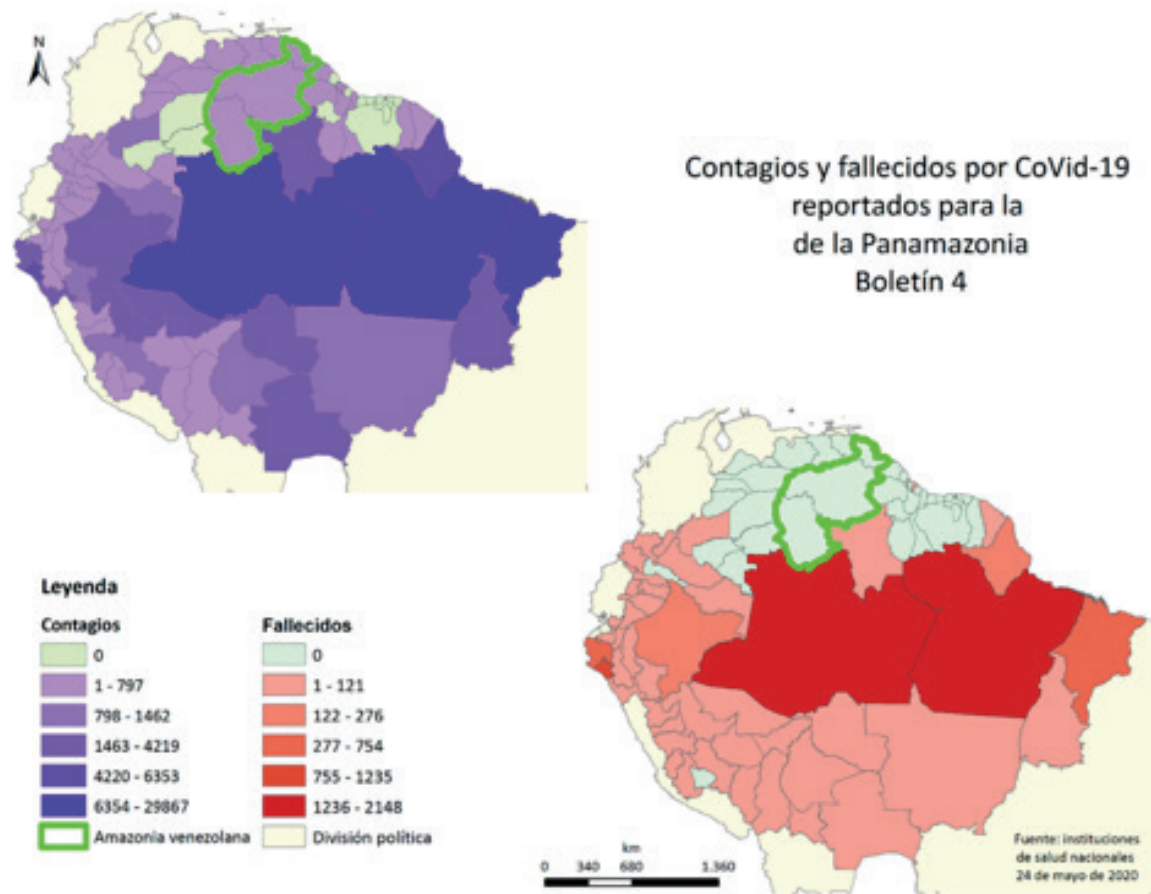 N
Contagios y fallecidos por CoVid-19
reportados para la
de la Panamazonia
Boletín 4
Leyenda
Contagios
0
1 - 797
798 - 1462
1463 - 4219
4220 - 6353
6354 - 29867
Amazonia venezolana
Fallecidos
0
1 - 121
122 - 276
277 - 754
755 - 1235
1236 - 2148
División política
km
0 340 680 1.360
Fuente: instituciones
de salud nacionales
24 de mayo de 2020